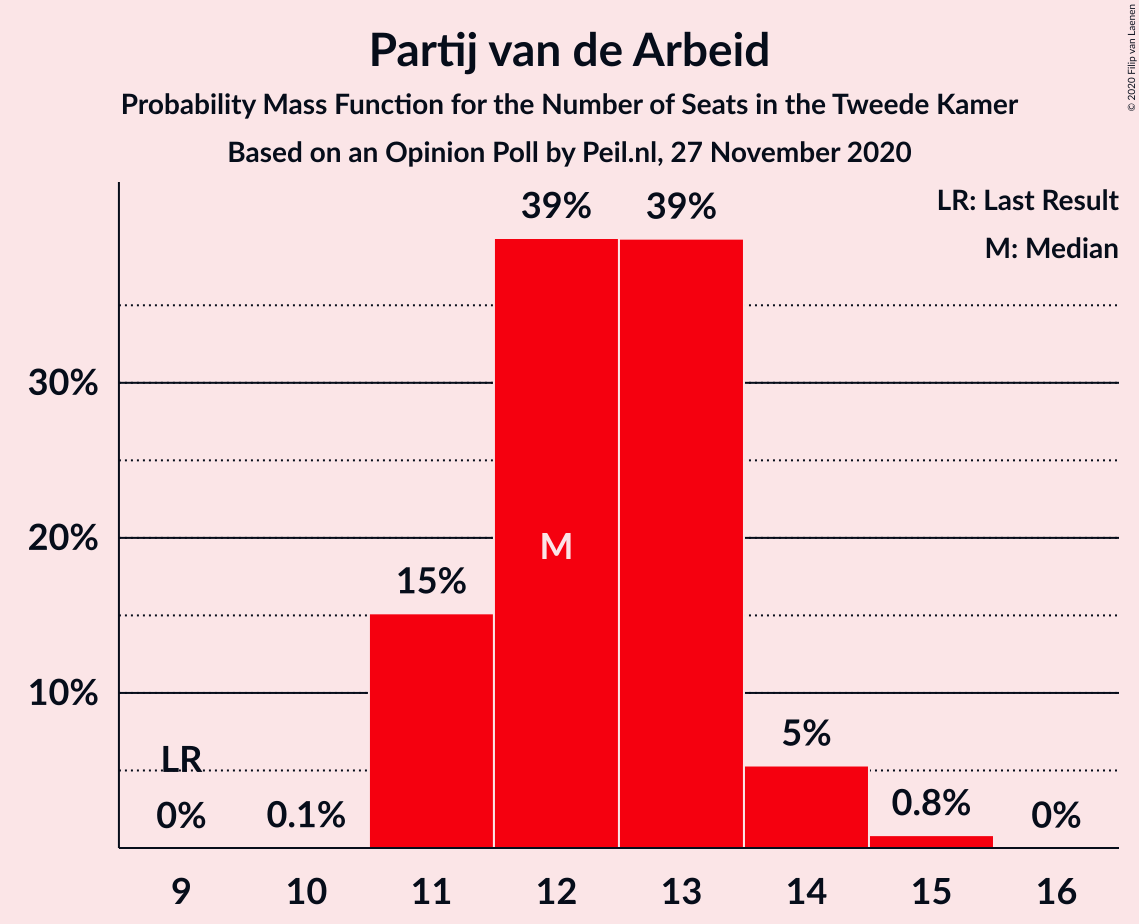 Partij van de Arbeid
Probability Mass Function for the Number of Seats in the Tweede Kamer
Based on an Opinion Poll by Peil.nl, 27 November 2020
© 2020 Filip van Laenen
LR: Last Result
M: Median
39%
39%
30%
20%
M
15%
10%
5%
LR
0%
0.1%
0.8%
0%
9 10 11 12 13 14 15 16